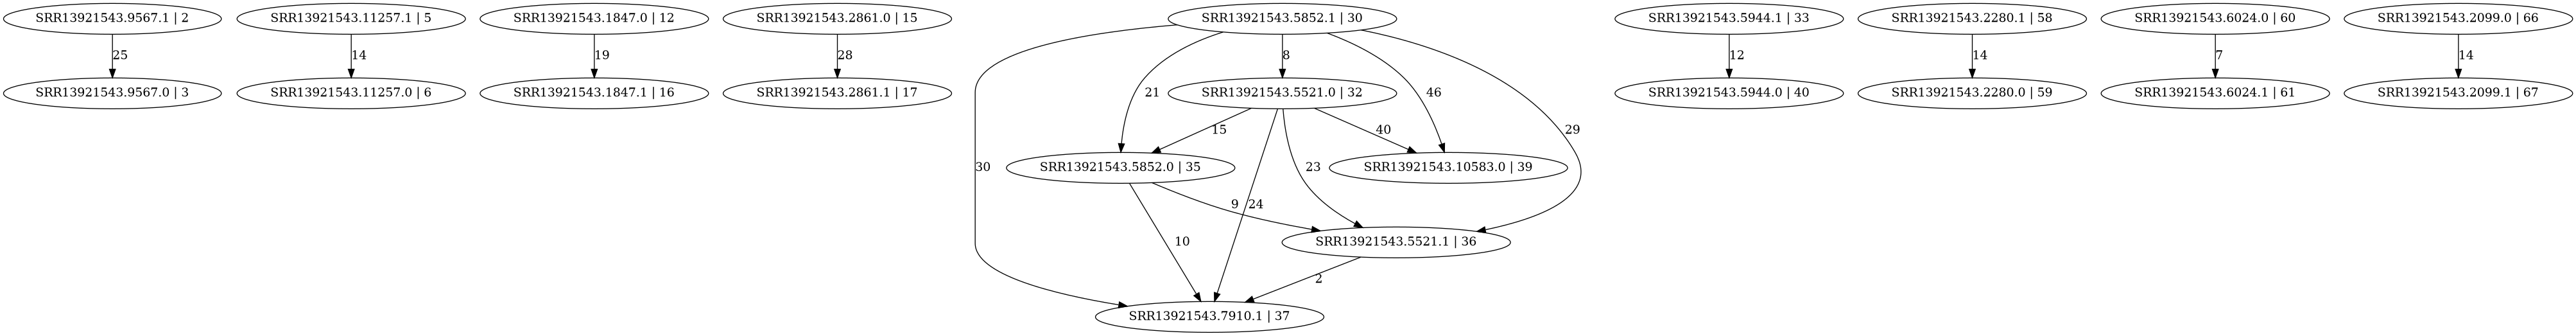 SRR13921543.9567.1 | 2
SRR13921543.11257.1 | 5
SRR13921543.1847.0 | 12
SRR13921543.2861.0 | 15
SRR13921543.5852.1 | 30
SRR13921543.5944.1 | 33
SRR13921543.2280.1 | 58
SRR13921543.6024.0 | 60
SRR13921543.2099.0 | 66
25
14
19
28
8
12
14
7
14
SRR13921543.9567.0 | 3
SRR13921543.11257.0 | 6
SRR13921543.1847.1 | 16
SRR13921543.2861.1 | 17
21
SRR13921543.5521.0 | 32
46
SRR13921543.5944.0 | 40
SRR13921543.2280.0 | 59
SRR13921543.6024.1 | 61
SRR13921543.2099.1 | 67
15
40
29
30
SRR13921543.5852.0 | 35
23
SRR13921543.10583.0 | 39
9
24
10
SRR13921543.5521.1 | 36
2
SRR13921543.7910.1 | 37